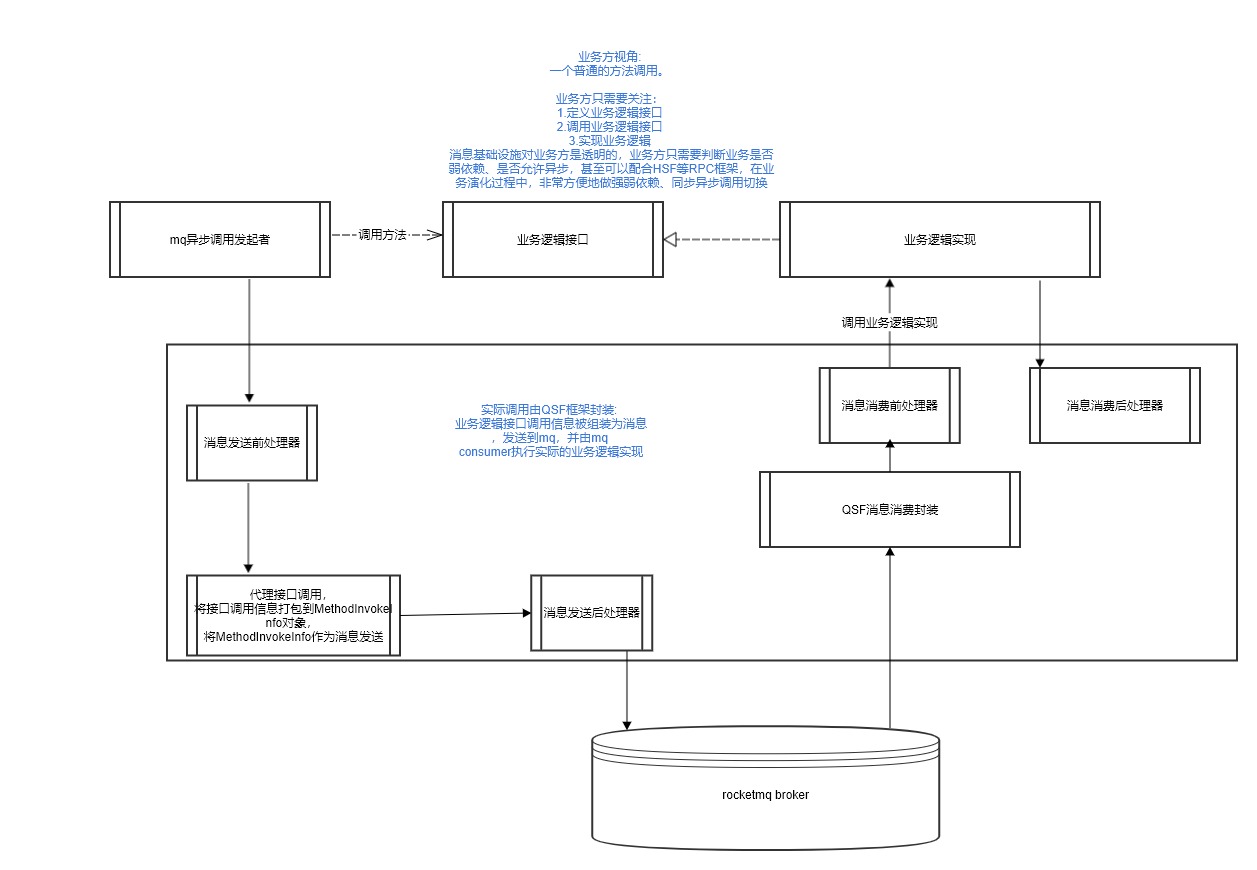 业务方视角:
一个普通的方法调用。
业务方只需要关注：
1.定义业务逻辑接口
2.调用业务逻辑接口
3.实现业务逻辑
消息基础设施对业务方是透明的，业务方只需要判断业务是否
弱依赖、是否允许异步，甚至可以配合HSF等RPC框架，在业
务演化过程中，非常方便地做强弱依赖、同步异步调用切换
mq异步调用发起者
调用方法
业务逻辑接口
业务逻辑实现
调用业务逻辑实现
消息发送前处理器
实际调用由QSF框架封装:
业务逻辑接口调用信息被组装为消息
，发送到mq，并由mq
consumer执行实际的业务逻辑实现
消息消费前处理器
消息消费后处理器
QSF消息消费封装
代理接口调用，
将接口调用信息打包到MethodInvokeI
nfo对象，
将MethodInvokeInfo作为消息发送
消息发送后处理器
rocketmq broker